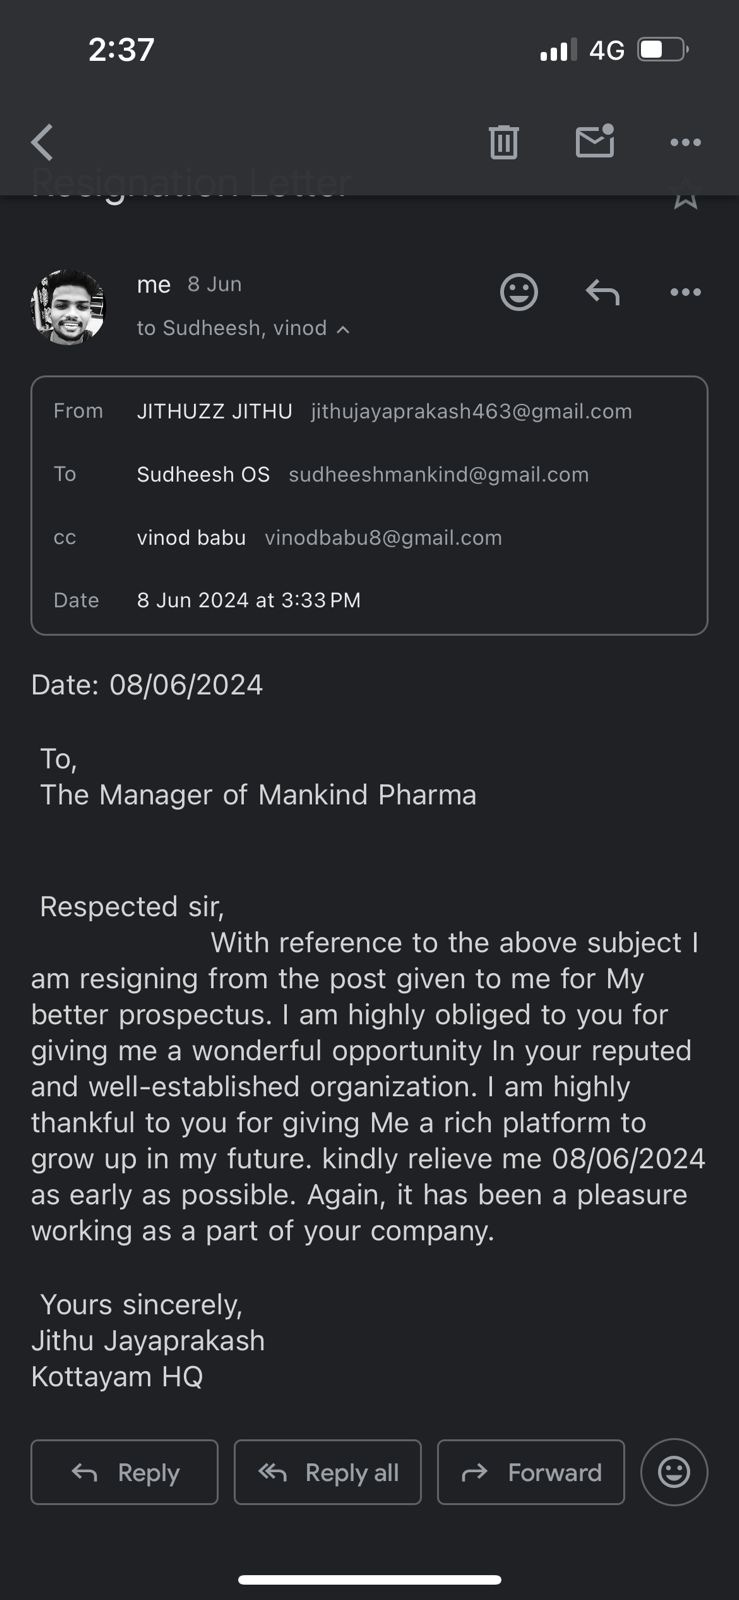 2:37
4G
Resignation Letter
me 8 Jun
to Sudheesh, vinod
From JITHUZZ JITHU jithujayaprakash463@gmail.com
To Sudheesh OS sudheeshmankind@gmail.com
cc vinod babu vinodbabu8@gmail.com
Date 8 Jun 2024 at 3:33 PM
Date: 08/06/2024
To,
The Manager of Mankind Pharma
Respected sir,
With reference to the above subject I
am resigning from the post given to me for My
better prospectus. I am highly obliged to you for
giving me a wonderful opportunity In your reputed
and well-established organization. I am highly
thankful to you for giving Me a rich platform to
grow up in my future. kindly relieve me 08/06/2024
as early as possible. Again, it has been a pleasure
working as a part of your company.
Yours sincerely,
Jithu Jayaprakash
Kottayam HQ
Reply Reply all Forward